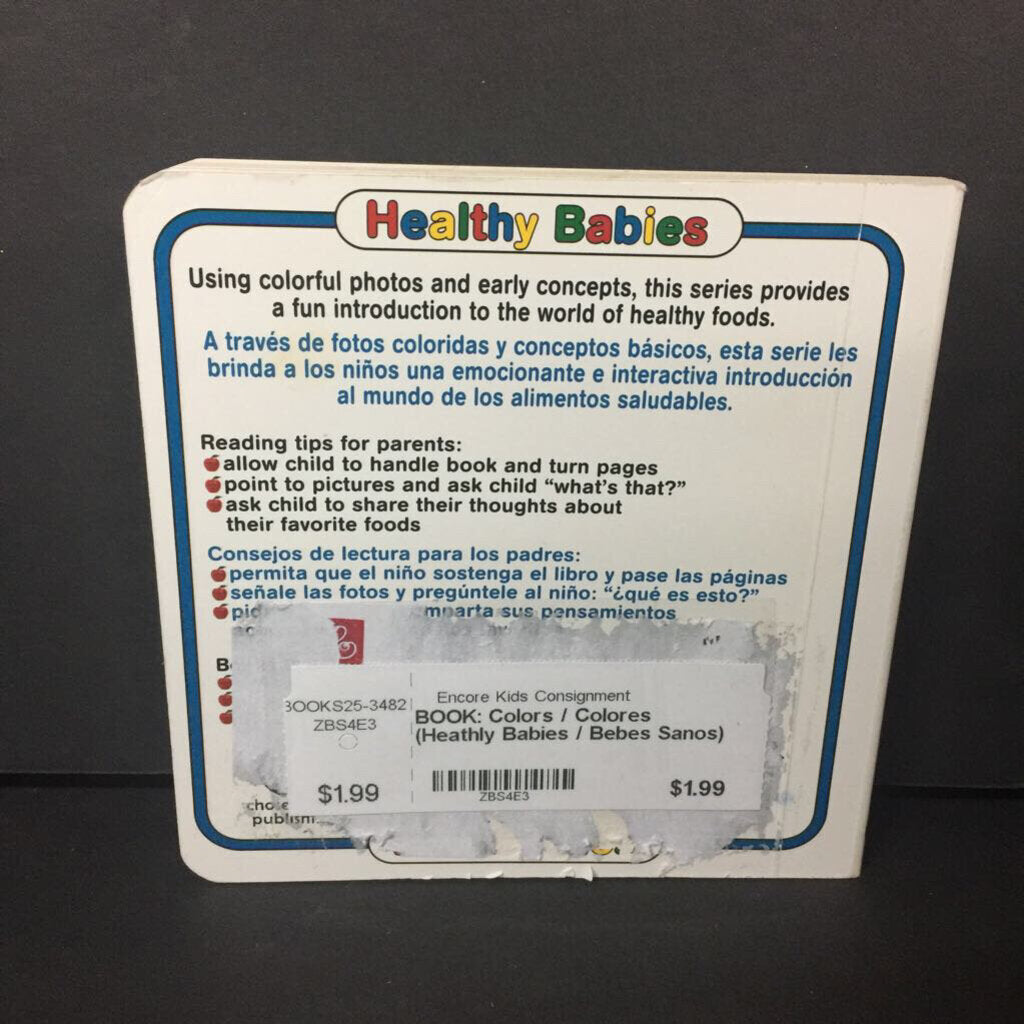 Healthy Babies
Using colorful photos and early concepts, this series provides
a fun introduction to the world of healthy foods.
A través de fotos coloridas y conceptos básicos, esta serie les
brinda a los niños una emocionante e interactiva introducción
al mundo de los alimentos saludables.
Reading tips for parents:
allow child to handle book and turn pages
point to pictures and ask child “what’s that?”
ask child to share their thoughts about
their favorite foods
Consejos de lectura para los padres:
permita que el niño sostenga el libro y pase las páginas
señale las fotos y pregúntele al niño: “¿qué es esto?”
sus pensamientos
BOOKS25-3482
ZBS4E3
$1.99
Encore Kids Consignment
BOOK: Colors / Colores
(Heathly Babies / Bebes Sanos)
ZBS4E3
$1.99